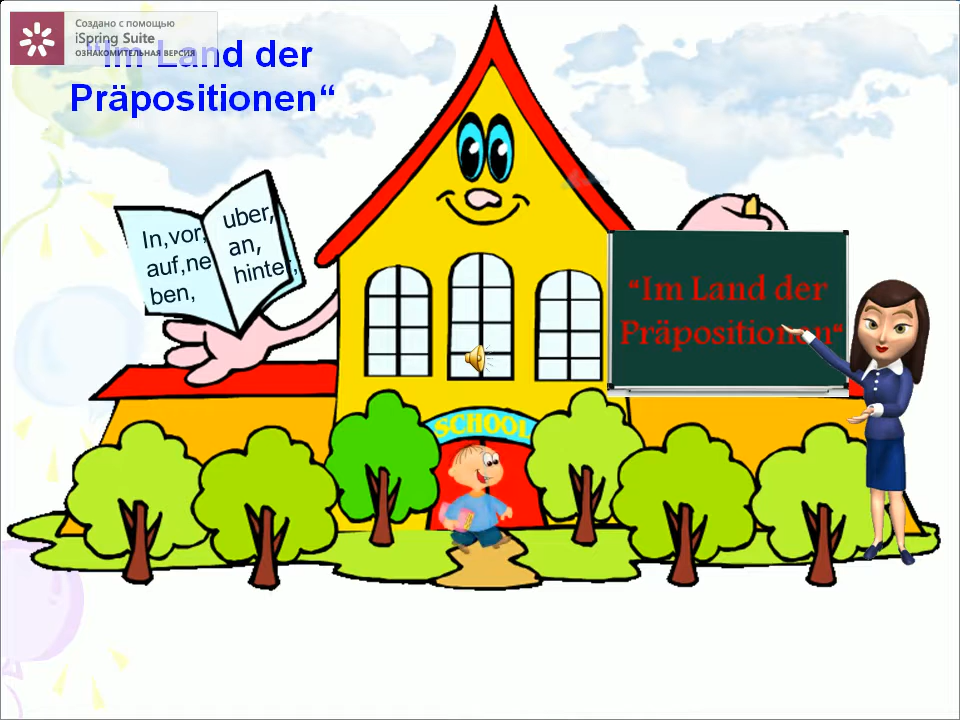 Создано с помощью
iSpring Suite
ОЗНАКОМИТЕЛЬНАЯ ВЕРСИЯ
“Im Land der
Präpositionen“
In,vor,
auf,ne
ben,
uber,
an,
hinter,
“Im Land der
Präpositionen“
SCHOOL